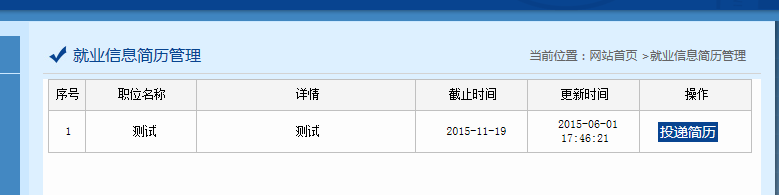 就业信息简历管理
当前位置：网站首页 >就业信息简历管理
序号 职位名称 详情 截止时间 更新时间 操作
1 测试 测试 2015-11-19 2015-06-01 17:46:21 投递简历